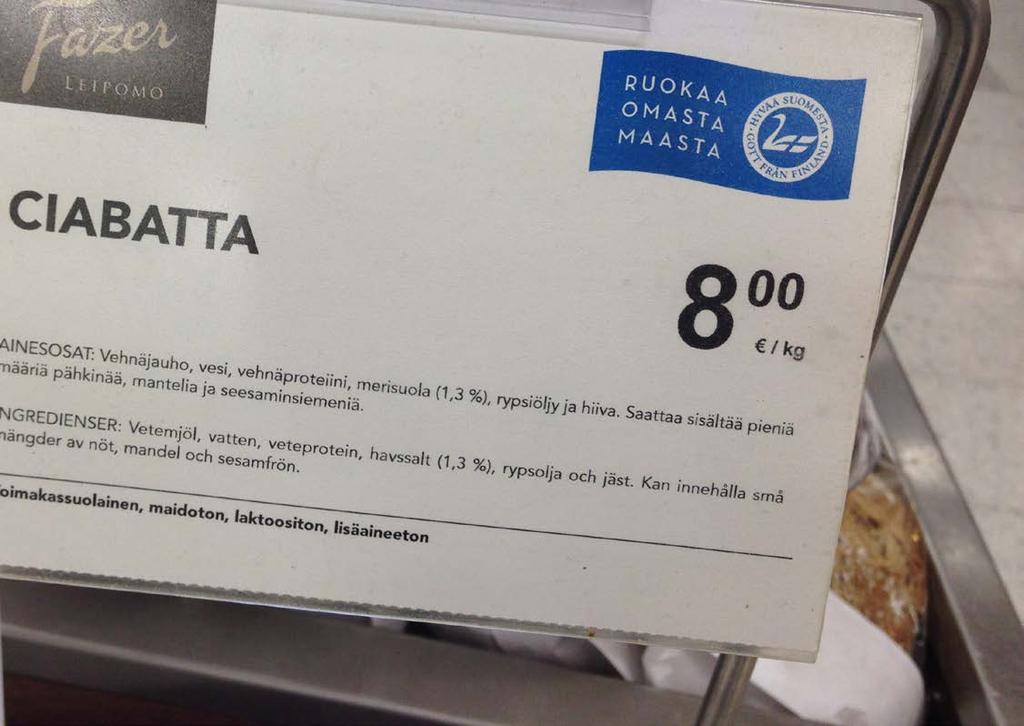 Fazer
LEIPOMO
RUOKAA
OMASTA
MAASTA
HYVÄÄ SUOMESTA
GOTT FRÅN FINLAND
CIABATTA
8 00
€ / kg
AINESOSAT: Vehnäjauho, vesi, vehnäproteiini, merisuola (1,3 %), rypsiöljy ja hiiva. Saattaa sisältää pieniä
määriä pähkinää, mantelia ja seesaminsiemeniä.
NGREDIENSER: Vetemjöl, vatten, veteprotein, havssalt (1,3 %), rypsolja och jäst. Kan innehålla små
mängder av nöt, mandel och sesamfrön.
oimakassuolainen, maidoton, laktoositon, lisäaineeton